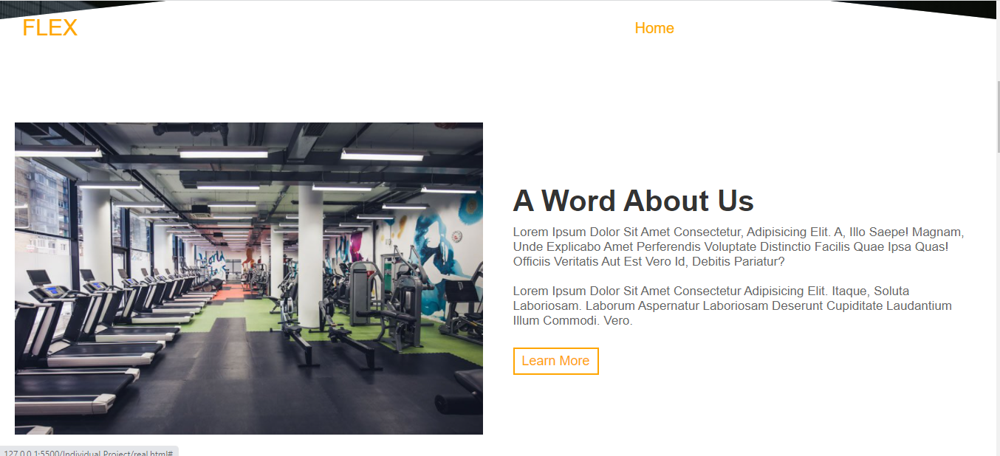 FLEX
Home
A Word About Us
Lorem Ipsum Dolor Sit Amet Consectetur, Adipisicing Elit. A, Illo Saepe! Magnam,
Unde Explicabo Amet Perferendis Voluptate Distinctio Facilis Quae Ipsa Quas!
Officiis Veritatis Aut Est Vero Id, Debitis Pariatur?
Lorem Ipsum Dolor Sit Amet Consectetur Adipisicing Elit. Itaque, Soluta
Laboriosam. Laborum Aspernatur Laboriosam Deserunt Cupiditate Laudantium
Illum Commodi. Vero.
Learn More
127.0.0.1:5500/Individual Project/real.html#